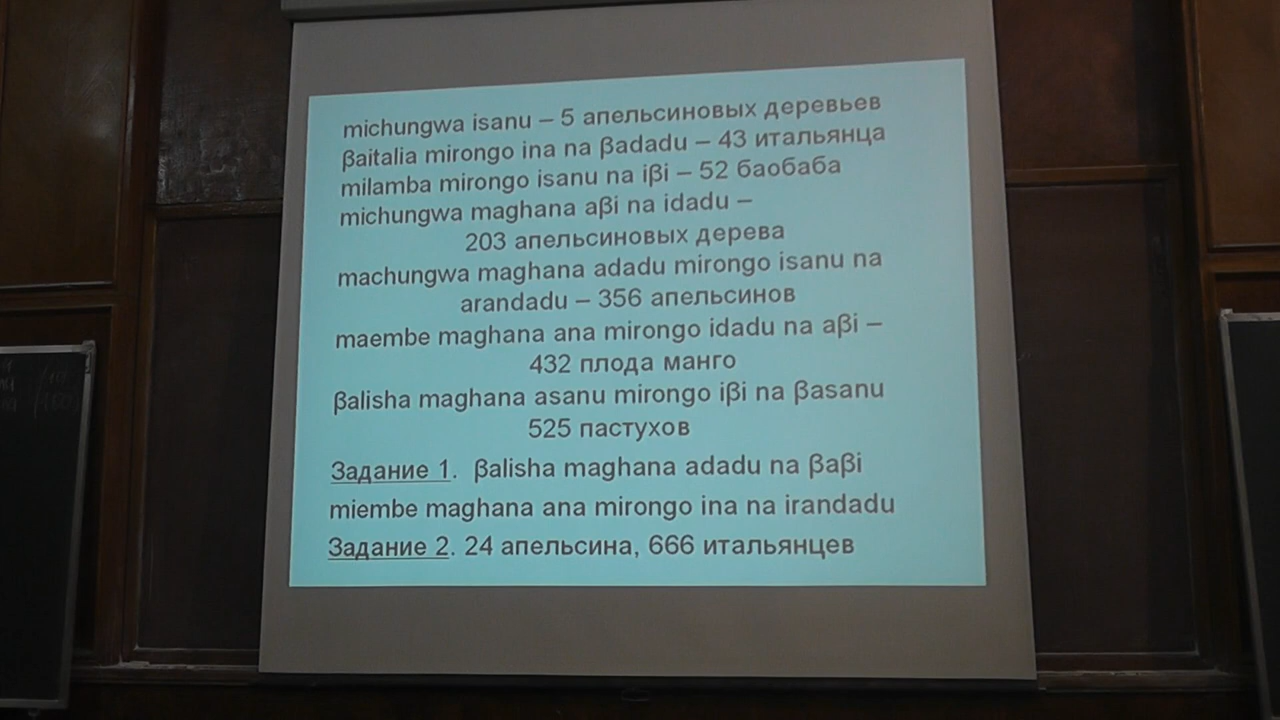 michungwa isanu – 5 апельсиновых деревьев
βaitalia mirongo ina na βadadu – 43 итальянца
milamba mirongo isanu na iβi – 52 баобаба
michungwa maghana aβi na idadu –
203 апельсиновых дерева
machungwa maghana adadu mirongo isanu na
arandadu – 356 апельсинов
maembe maghana ana mirongo idadu na aβi –
432 плода манго
βalisha maghana asanu mirongo iβi na βasanu
525 пастухов
Задание 1. βalisha maghana adadu na βaβi
miembe maghana ana mirongo ina na irandadu
Задание 2. 24 апельсина, 666 итальянцев